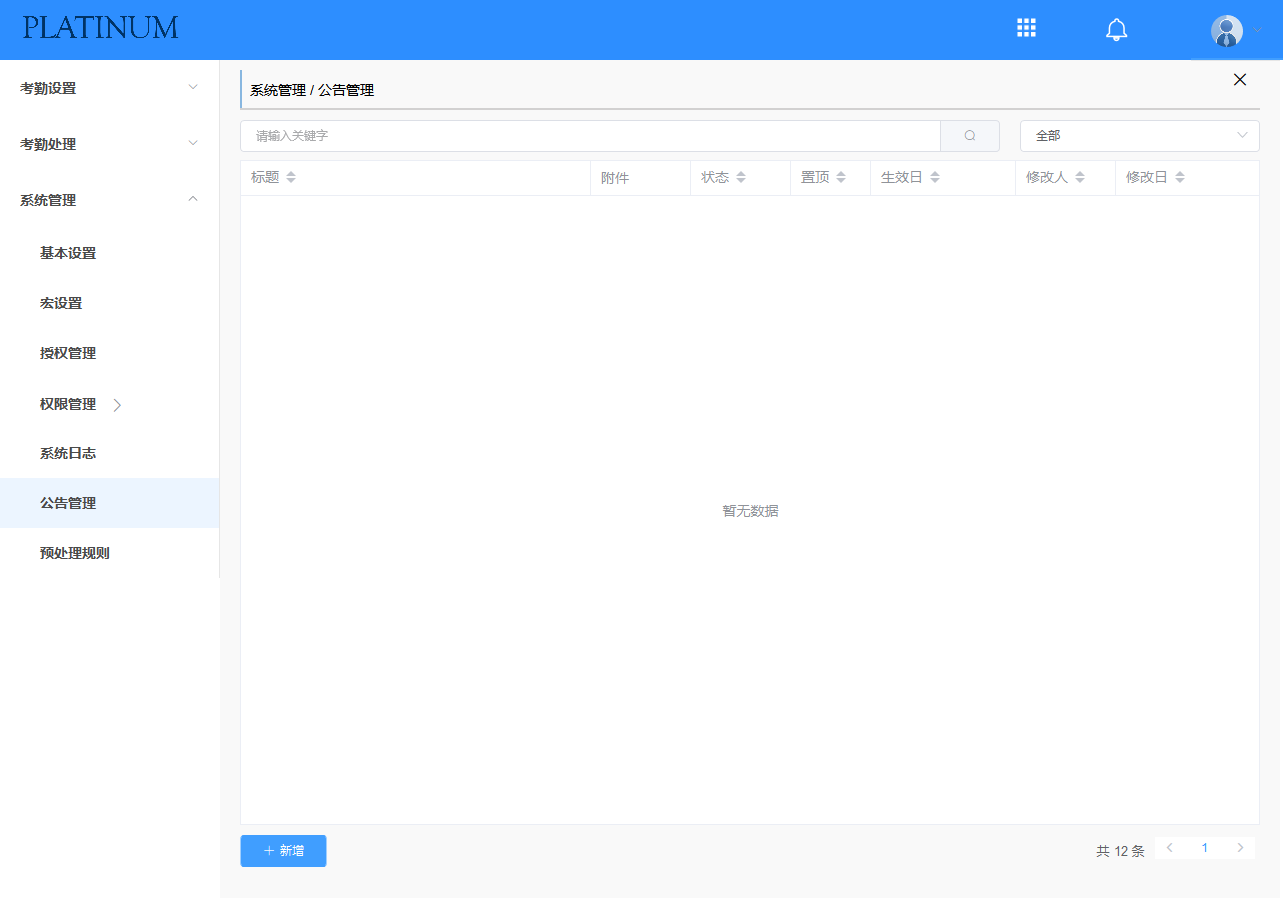 PLATINUM
考勤设置
考勤处理
系统管理
基本设置
宏设置
授权管理
权限管理
系统日志
公告管理
预处理规则
系统管理 / 公告管理
请输入关键字
全部
标题 附件 状态 置顶 生效日 修改人 修改日
暂无数据
新增
共 12 条
1